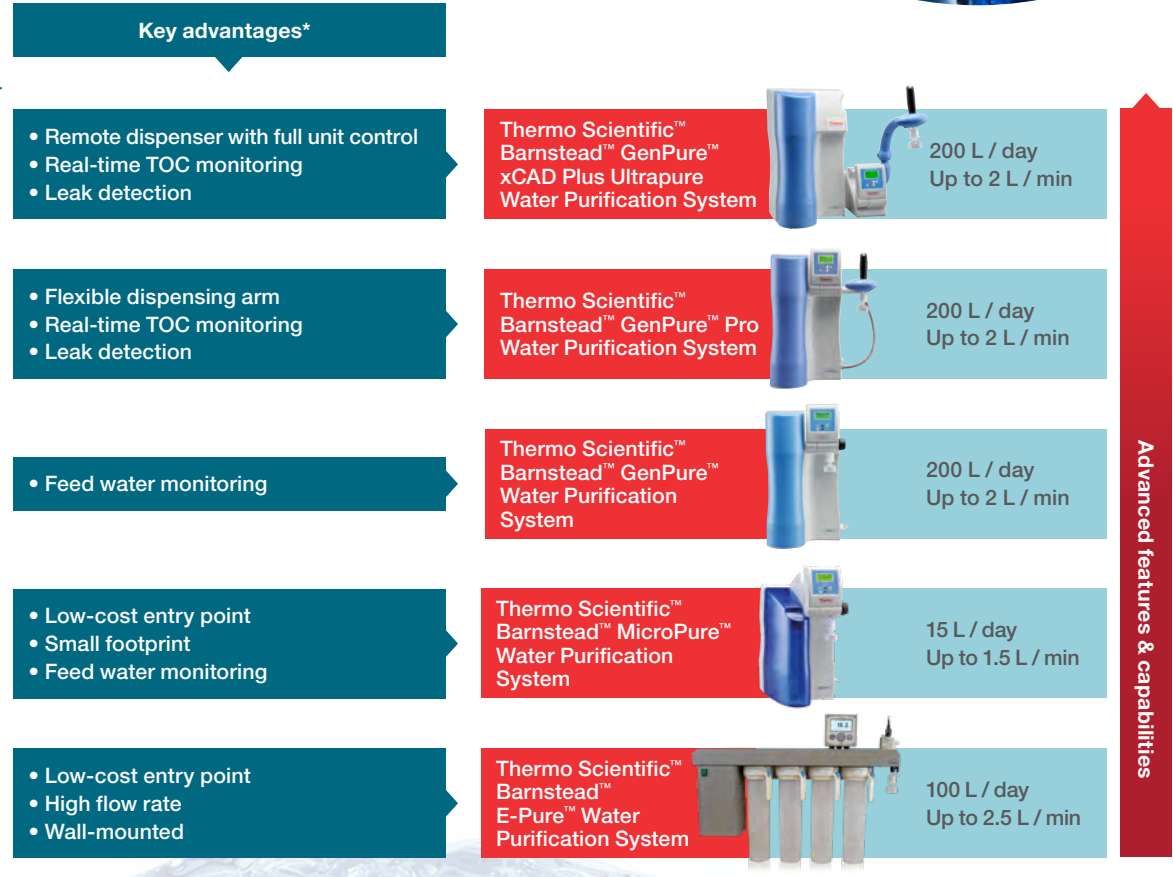 Key advantages*
• Remote dispenser with full unit control
• Real-time TOC monitoring
• Leak detection
Thermo Scientific™
Barnstead™ GenPure™
xCAD Plus Ultrapure
Water Purification System
200 L / day
Up to 2 L / min
• Flexible dispensing arm
• Real-time TOC monitoring
• Leak detection
Thermo Scientific™
Barnstead™ GenPure™ Pro
Water Purification System
200 L / day
Up to 2 L / min
• Feed water monitoring
Thermo Scientific™
Barnstead™ GenPure™
Water Purification
System
200 L / day
Up to 2 L / min
• Low-cost entry point
• Small footprint
• Feed water monitoring
Thermo Scientific™
Barnstead™ MicroPure™
Water Purification
System
15 L / day
Up to 1.5 L / min
• Low-cost entry point
• High flow rate
• Wall-mounted
Thermo Scientific™
Barnstead™
E-Pure™ Water
Purification System
100 L / day
Up to 2.5 L / min
Advanced features & capabilities